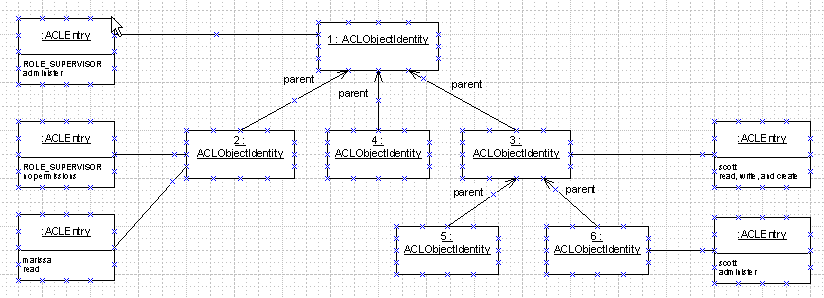 :ACLEntry
ROLE_SUPERVISOR
administer
1: ACLObjectIdentity
parent
parent
parent
:ACLEntry
ROLE_SUPERVISOR
no permissions
2:
ACLObjectIdentity
4:
ACLObjectIdentity
3:
ACLObjectIdentity
:ACLEntry
scott
read, write, and create
parent
parent
:ACLEntry
marissa
read
5:
ACLObjectIdentity
6:
ACLObjectIdentity
:ACLEntry
scott
administer